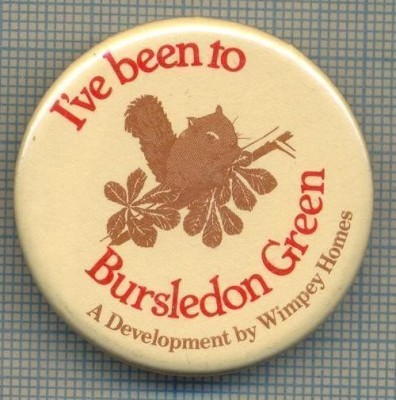 I've been to
Bursledon Green
A Development by Wimpey Homes